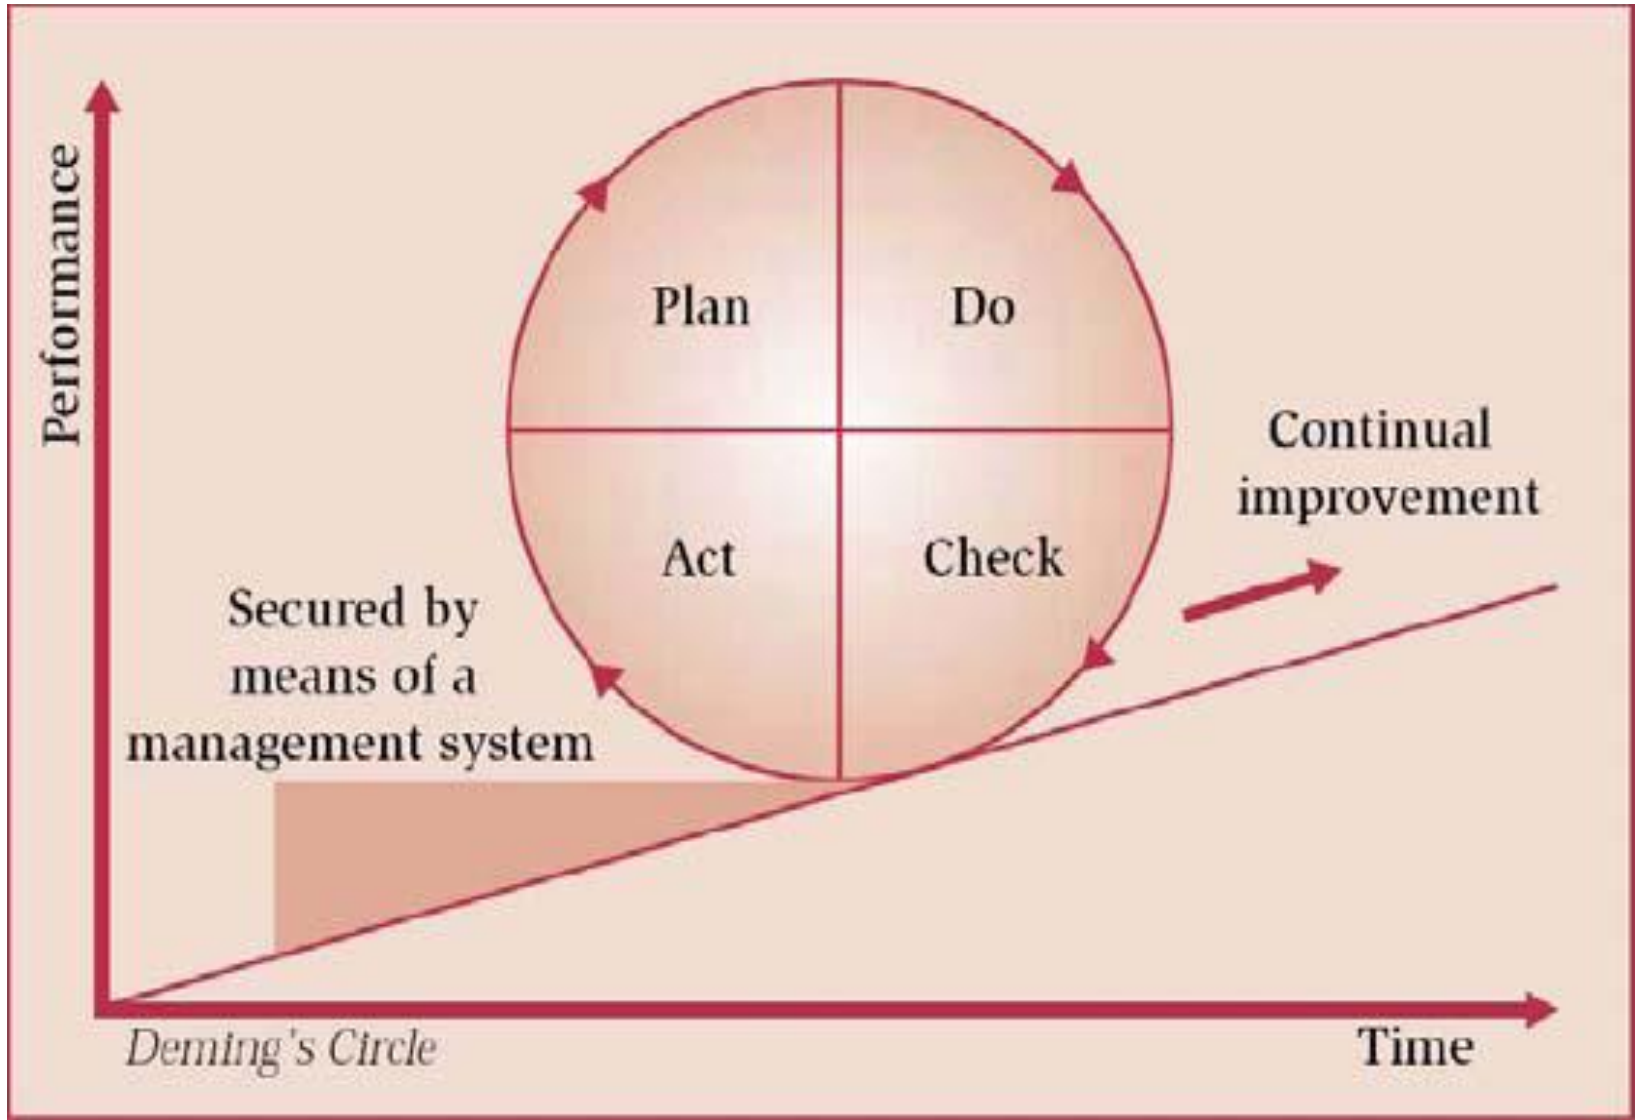 Performance
Plan
Do
Act
Check
Continual
improvement
Secured by
means of a
management system
Deming's Circle
Time